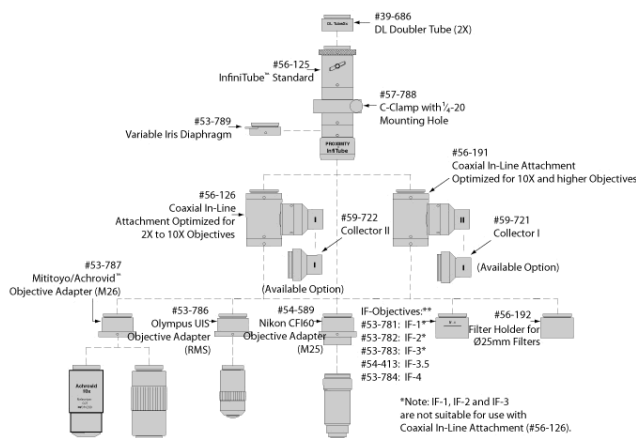 #39-686
DL Doubler Tube (2X)
#56-125
InfiniTube™ Standard
#57-788
C-Clamp with ¼-20
Mounting Hole
#53-789
Variable Iris Diaphragm
PROXIMITY
InfiTube
#56-191
Coaxial In-Line Attachment
Optimized for 10X and higher Objectives
#56-126
Coaxial In-Line
Attachment Optimized for
2X to 10X Objectives
I
II
#59-722
Collector II
#59-721
Collector I
(Available Option)
(Available Option)
#53-787
Mititoyo/Achrovid™
Objective Adapter (M26)
#53-786
Olympus UIS
Objective Adapter
(RMS)
#54-589
Nikon CFI60
Objective Adapter
(M25)
IF-Objectives:**
#53-781: IF-1*
#53-782: IF-2*
#53-783: IF-3*
#54-413: IF-3.5
#53-784: IF-4
#56-192
Filter Holder for
Ø25mm Filters
*Note: IF-1, IF-2 and IF-3
are not suitable for use with
Coaxial In-Line Attachment (#56-126).